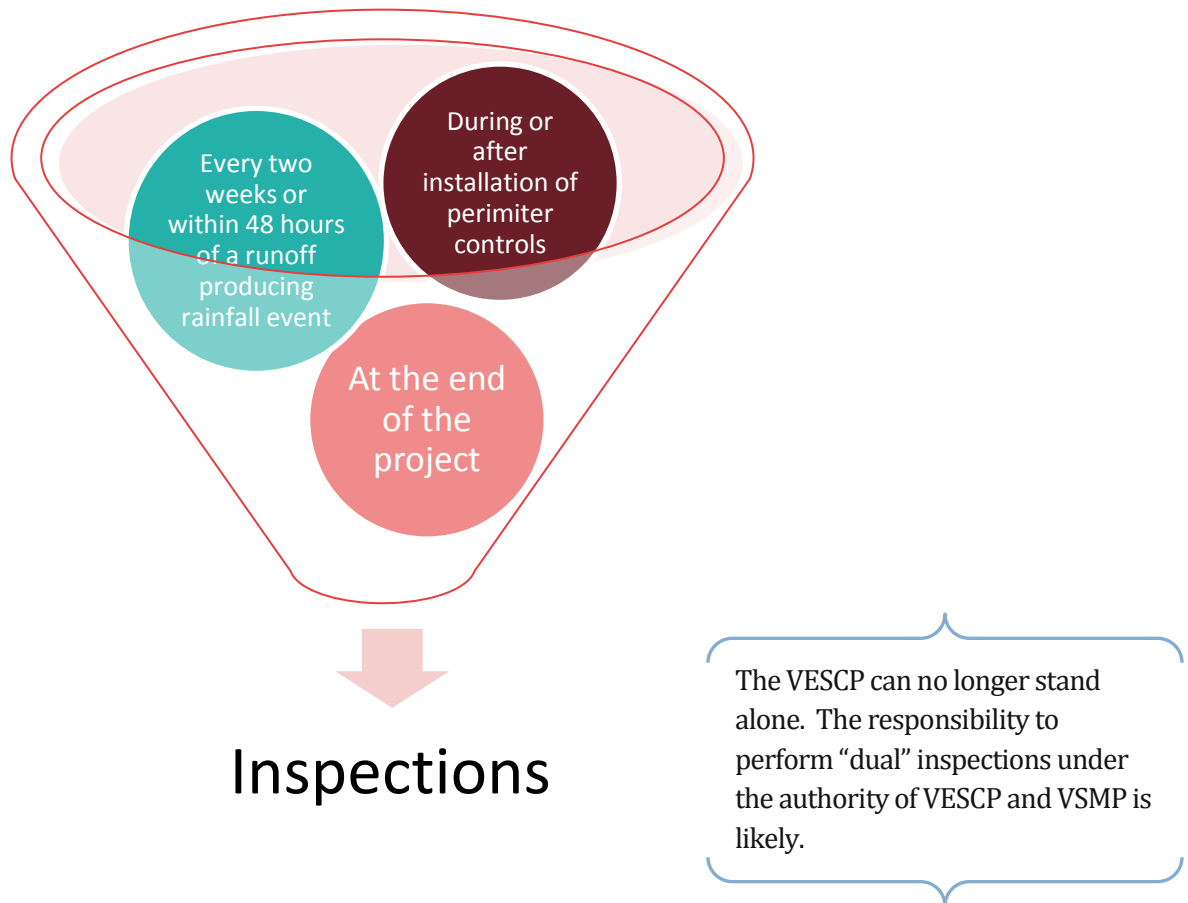 Every two
weeks or
within 48 hours
of a runoff
producing
rainfall event
During or
after
installation of
perimiter
controls
At the end
of the
project
Inspections
The VESCP can no longer stand
alone.  The responsibility to
perform “dual” inspections under
the authority of VESCP and VSMP is
likely.